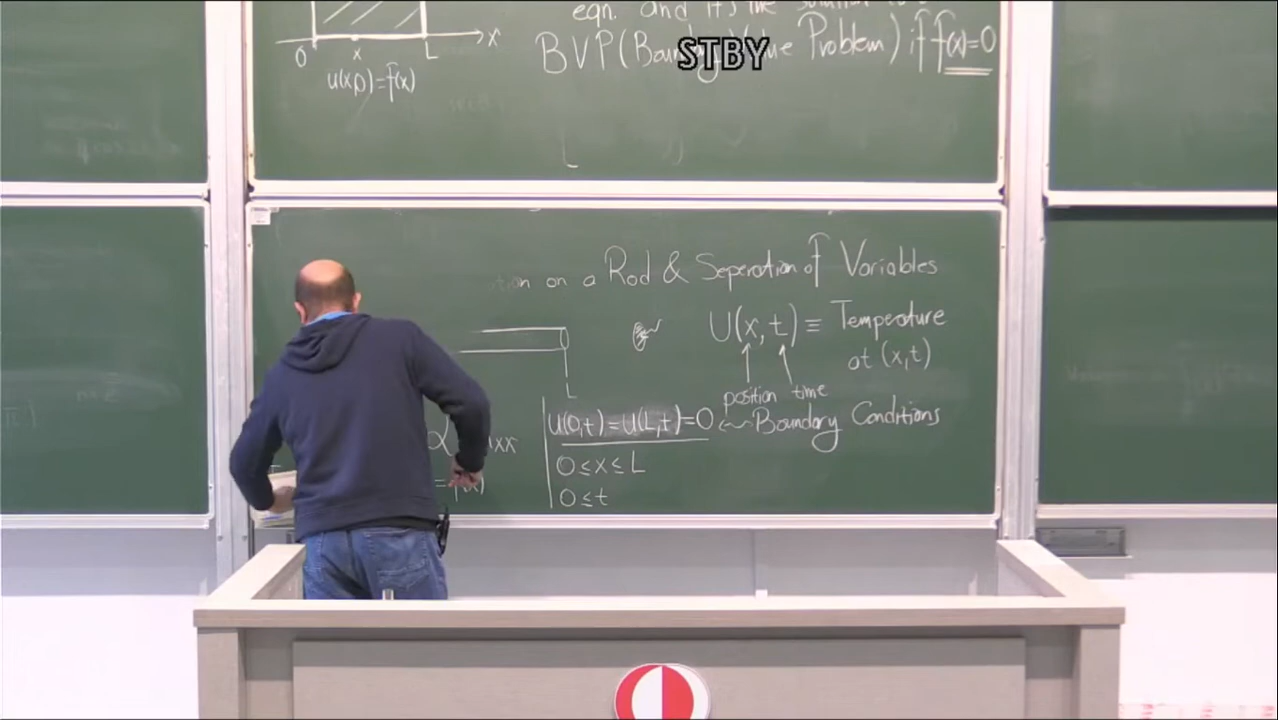 eqn. and it's the solution to a
BVP (Boundary Value Problem) if f(x)=0
STBY
0 x L x
u(x,0)=f(x)
on a Rod & Seperation of Variables
U(x,t) ≡ Temperature
at (x,t)
position time
L
U(0,t)=U(L,t)=0 Boundary Conditions
α uxx
0≤x≤L
= f(x)
0≤t